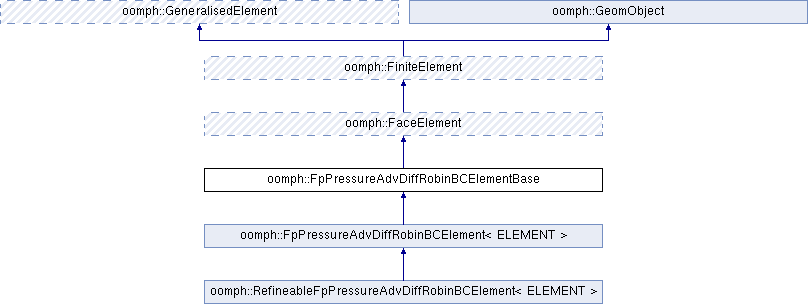 oomph::GeneralisedElement
oomph::GeomObject
oomph::FiniteElement
oomph::FaceElement
oomph::FpPressureAdvDiffRobinBCElementBase
oomph::FpPressureAdvDiffRobinBCElement< ELEMENT >
oomph::RefineableFpPressureAdvDiffRobinBCElement< ELEMENT >